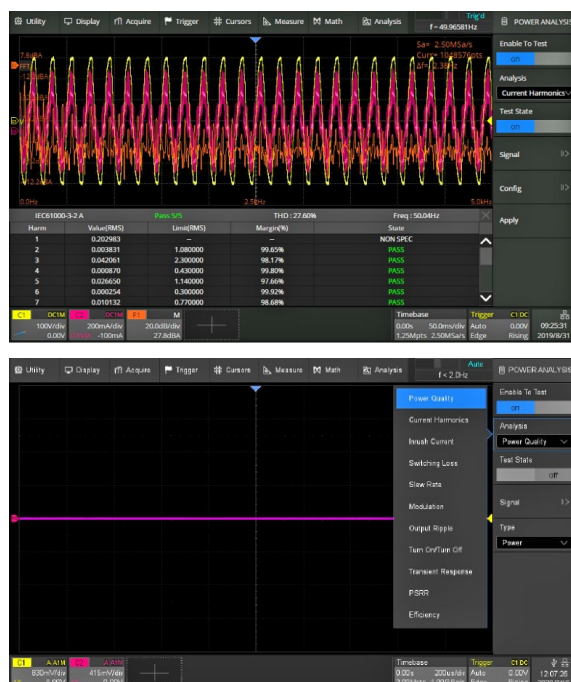 Utility Display Acquire Trigger Cursors Measure Math Analysis Trig'd POWER ANALYSIS
f = 49.96581Hz
Sa= 2.50MSa/s
Curr= 1048576pts
Δf= 2.38Hz
7.8dBA
0.0Hz 2.5kHz 5.0kHz
Enable To Test
on
Analysis
Current Harmonics
Test State
on
Signal
Config
Apply
IEC61000-3-2 A Pass 5/5 THD : 27.60% Freq : 50.04Hz
Harm Value(RMS) Limit(RMS) Margin(%) State
1 0.202983 -- -- NON SPEC
2 0.003831 1.080000 99.65% PASS
3 0.042061 2.300000 98.17% PASS
4 0.000870 0.430000 99.80% PASS
5 0.026650 1.140000 97.66% PASS
6 0.000254 0.300000 99.92% PASS
7 0.010132 0.770000 98.68% PASS
C1 DC1M C2 DC1M F1 M Timebase Trigger C1 DC
100V/div 200mA/div 20.0dB/div 0.00s 50.0ms/div Auto 0.00V 09:25:31
0.00V -100mA 27.8dBA 1.25Mpts 2.50MSa/s Edge Rising 2019/8/31
Utility Display Acquire Trigger Cursors Measure Math Analysis Auto POWER ANALYSIS
f < 2.0Hz
Power Quality
Current Harmonics
Inrush Current
Switching Loss
Slew Rate
Modulation
Output Ripple
Turn On/Turn Off
Transient Response
PSRR
Efficiency
Enable To Test
on
Analysis
Power Quality
Test State
off
Signal
Type
Power
C1 C2 Timebase Trigger C1 DC
0.00s 200us/div Auto 0.00V 12:07:26